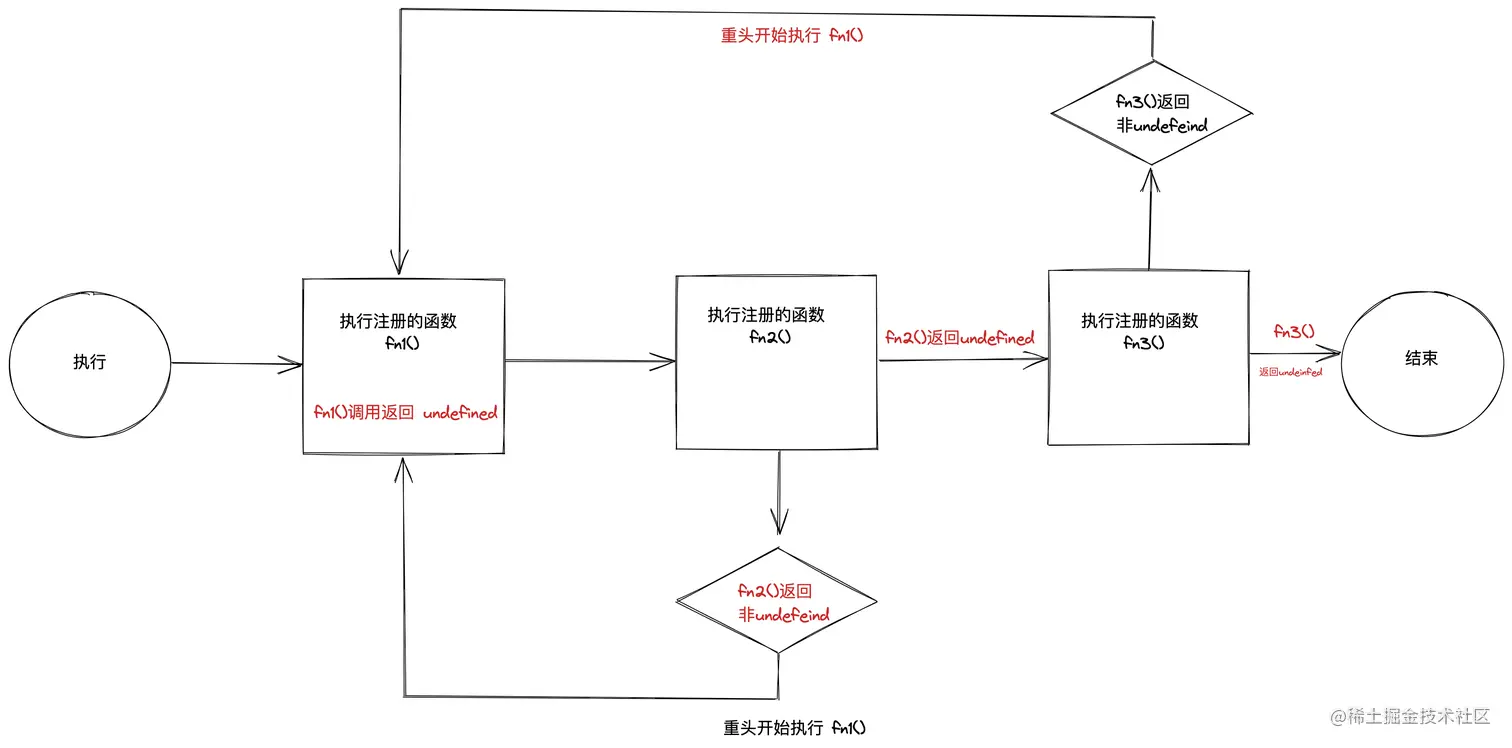 重头开始执行 fn1()
fn3()返回
非undefeind
执行
执行注册的函数
fn1()
fn1()调用返回 undefined
执行注册的函数
fn2()
fn2()返回undefined
执行注册的函数
fn3()
fn3()
返回undeinfed
结束
fn2()返回
非undefeind
重头开始执行 fn1()
@稀土掘金技术社区